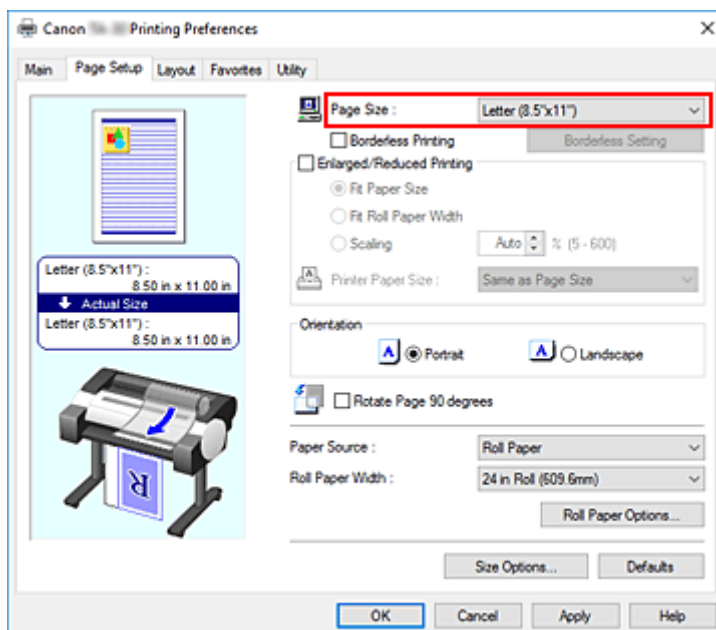 Canon Printing Preferences
Main Page Setup Layout Favorites Utility
Page Size : Letter (8.5"x11")
Borderless Printing Borderless Setting
Enlarged/Reduced Printing
Fit Paper Size
Fit Roll Paper Width
Scaling Auto % (5 - 600)
Printer Paper Size : Same as Page Size
Letter (8.5"x11") :
8.50 in x 11.00 in
Actual Size
Letter (8.5"x11") :
8.50 in x 11.00 in
Orientation
A Portrait A Landscape
Rotate Page 90 degrees
R
Paper Source : Roll Paper
Roll Paper Width : 24 in Roll (609.6mm)
Roll Paper Options...
Size Options... Defaults
OK Cancel Apply Help